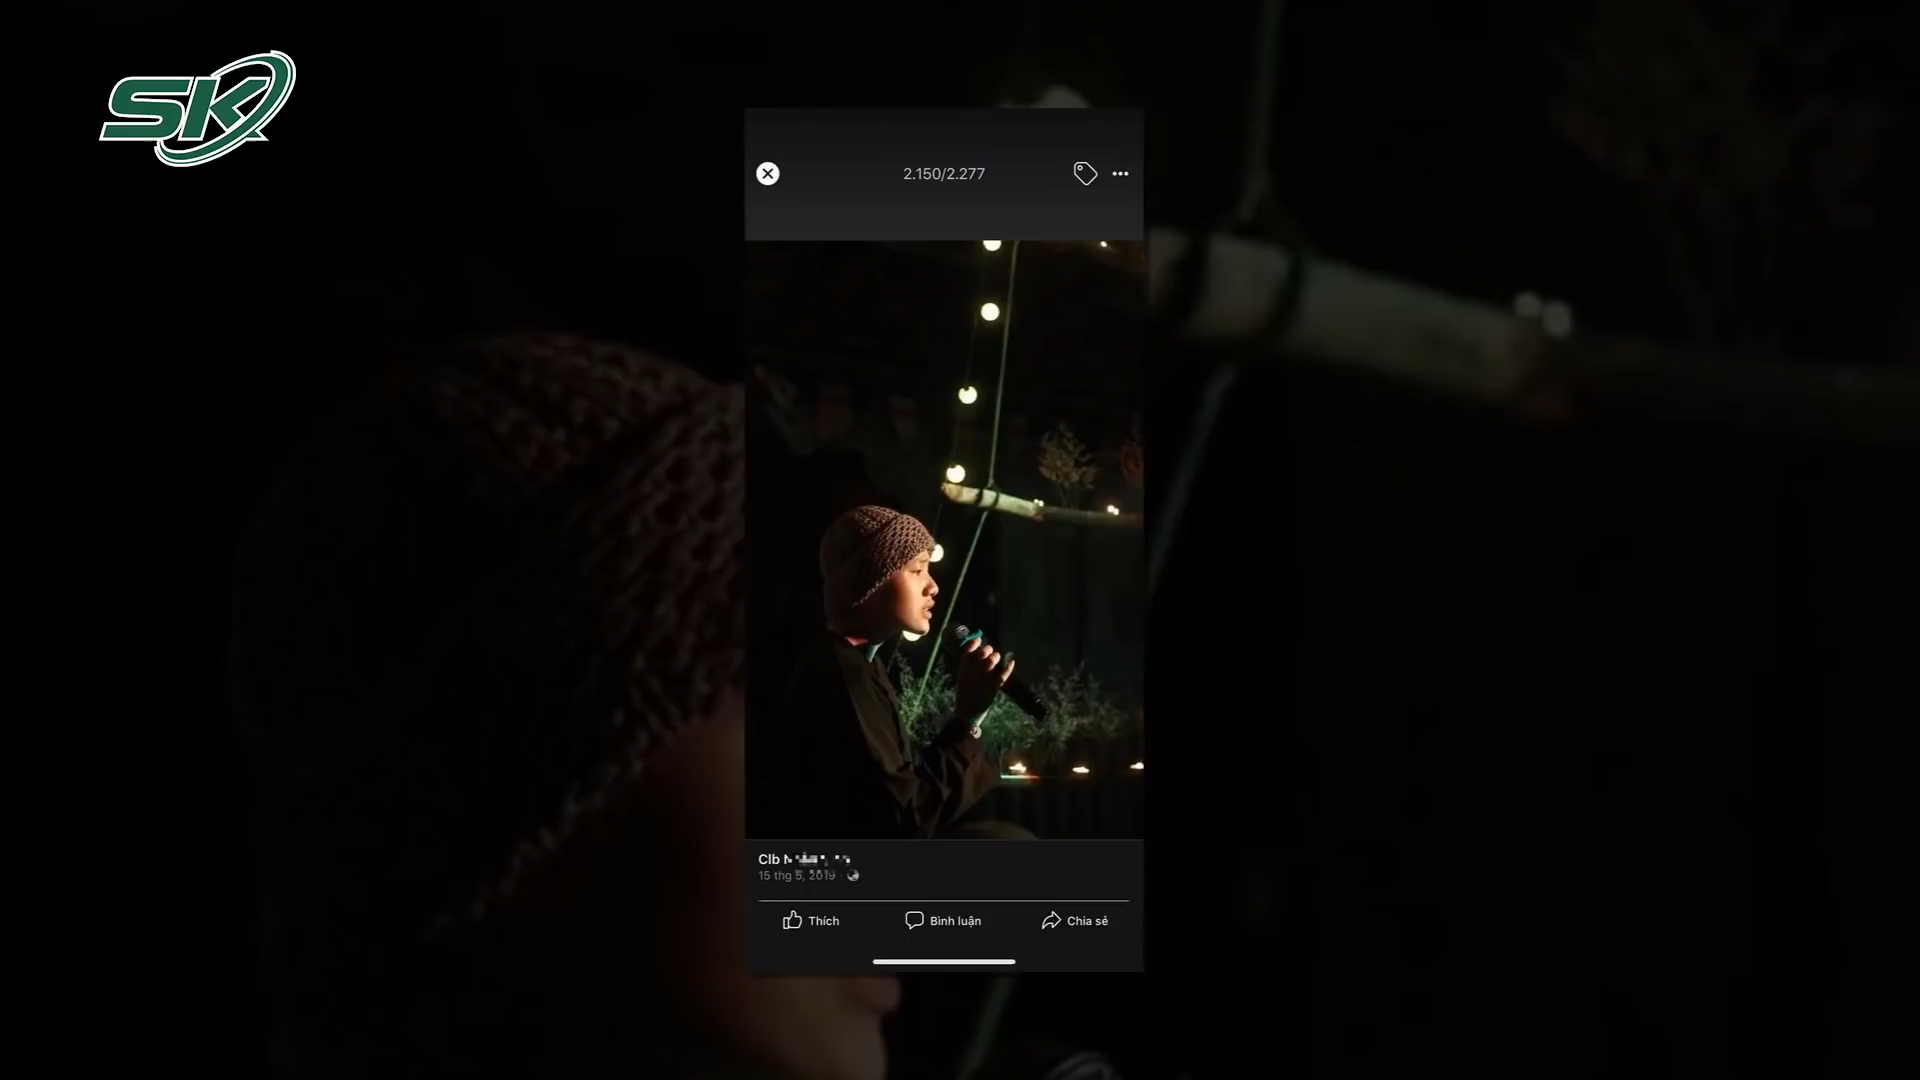 SK
2.150/2.277
Clb
15 thg 5, 2019
Thích
Bình luận
Chia sẻ